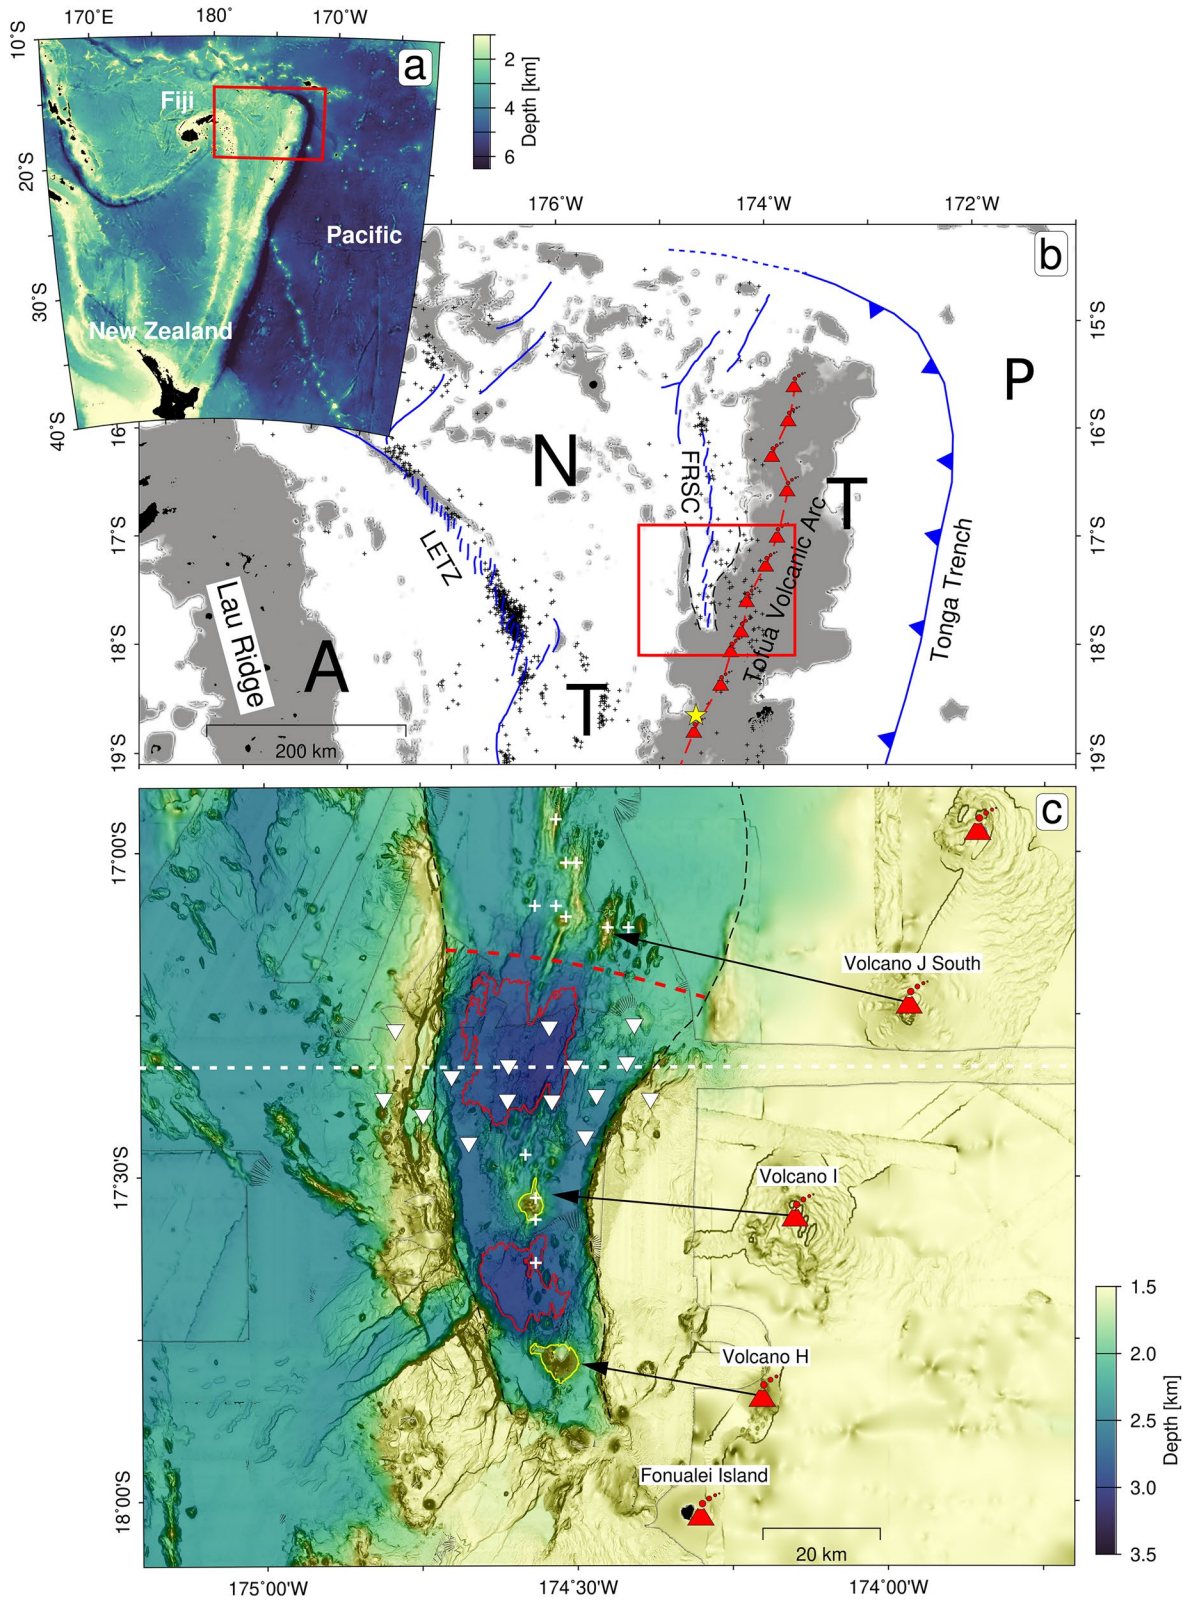 170˚E 180˚ 170˚W
10˚S
20˚S
30˚S
40˚S
a
Fiji
Pacific
New Zealand
2
4
6
Depth [km]
176˚W 174˚W 172˚W
b
15˚S
16˚S
17˚S
18˚S
19˚S
16˚
17˚S
18˚S
19˚S
P
N
T
A
T
FRSC
LETZ
Lau Ridge
Tofua Volcanic Arc
Tonga Trench
200 km
c
17˚00'S
17˚30'S
18˚00'S
Volcano J South
Volcano I
Volcano H
Fonualei Island
20 km
175˚00'W 174˚30'W 174˚00'W
1.5
2.0
2.5
3.0
3.5
Depth [km]